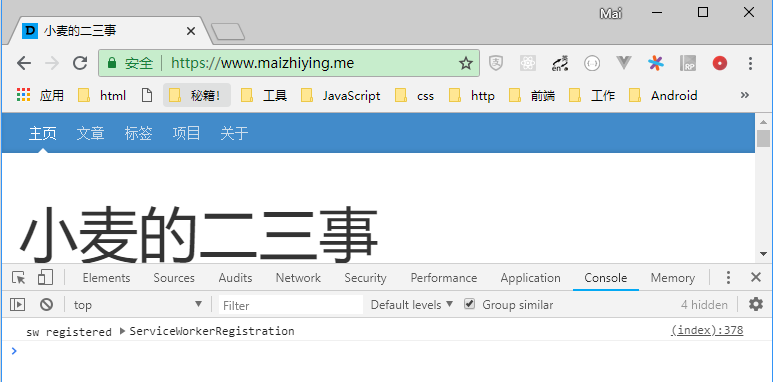 Mai
小麦的二三事
安全 https://www.maizhiying.me
应用 html 秘籍! 工具 JavaScript css http 前端 工作 Android »
主页 文章 标签 项目 关于
小麦的二三事
Elements Sources Audits Network Security Performance Application Console Memory
top Filter Default levels Group similar 4 hidden
sw registered ServiceWorkerRegistration (index):378